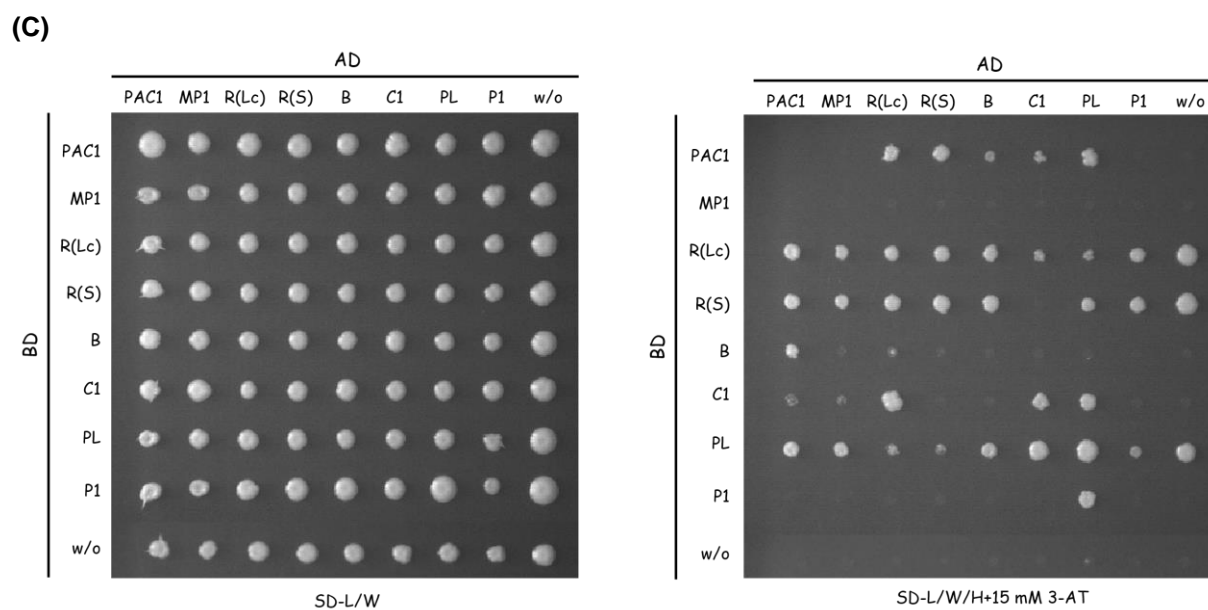 (C)
AD
PAC1 MP1 R(Lc) R(S) B C1 PL P1 w/o
BD
PAC1
MP1
R(Lc)
R(S)
B
C1
PL
P1
w/o
SD-L/W
AD
PAC1 MP1 R(Lc) R(S) B C1 PL P1 w/o
BD
PAC1
MP1
R(Lc)
R(S)
B
C1
PL
P1
w/o
SD-L/W/H+15 mM 3-AT